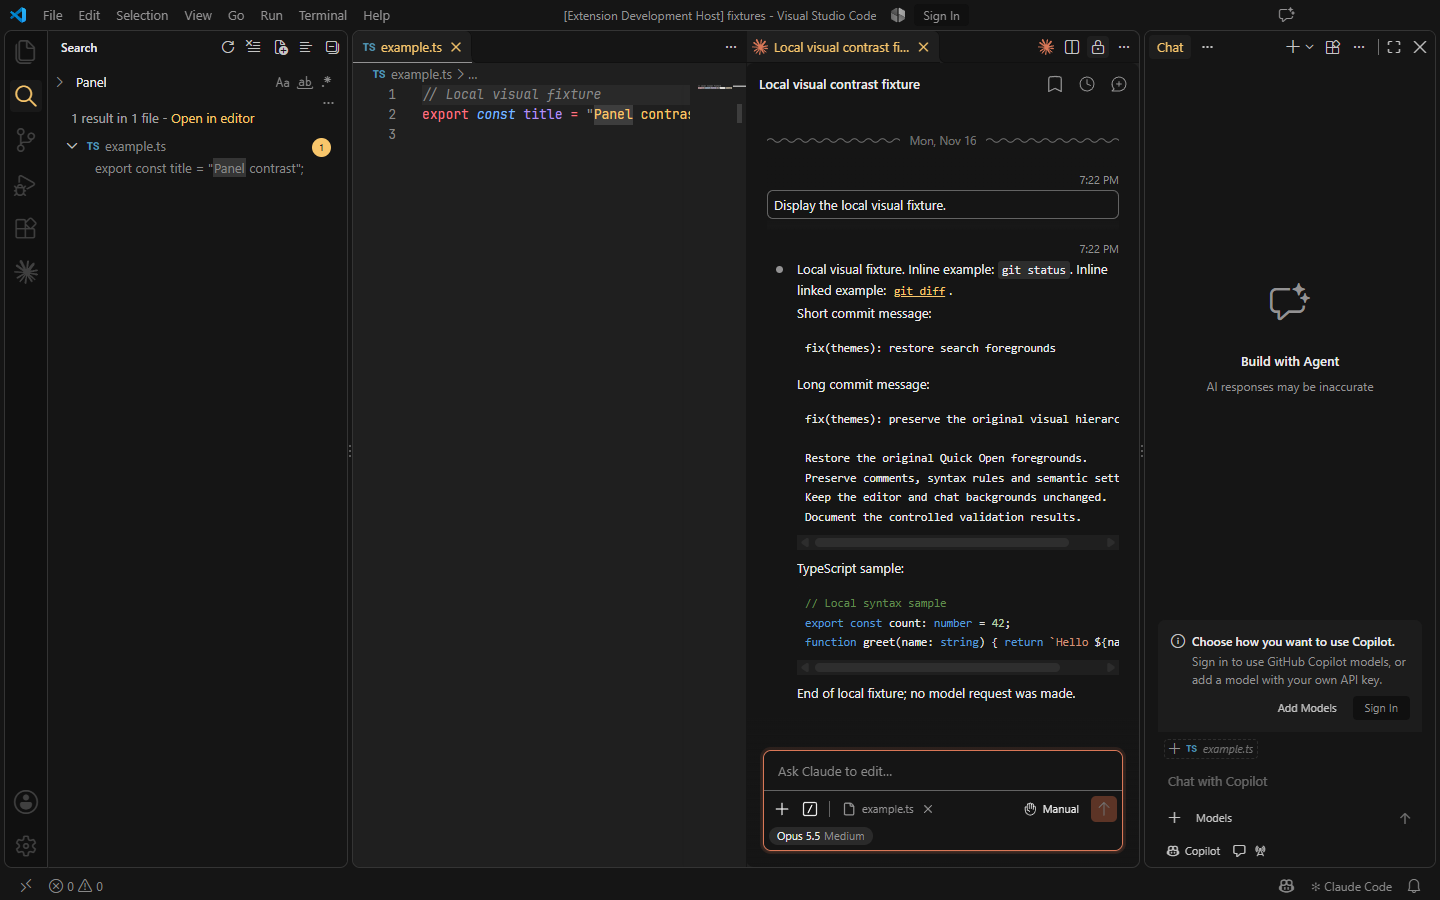 File Edit Selection View Go Run Terminal Help
[Extension Development Host] fixtures - Visual Studio Code
Sign In
Search
Panel
Aa ab .*
1 result in 1 file - Open in editor
TS example.ts
1
export const title = "Panel contrast";
TS example.ts
TS example.ts > ...
1 // Local visual fixture
2 export const title = "Panel contras
3
Local visual contrast fi...
Local visual contrast fixture
Mon, Nov 16
7:22 PM
Display the local visual fixture.
7:22 PM
Local visual fixture. Inline example: git status. Inline
linked example: git diff.
Short commit message:
fix(themes): restore search foregrounds
Long commit message:
fix(themes): preserve the original visual hierarc
Restore the original Quick Open foregrounds.
Preserve comments, syntax rules and semantic sett
Keep the editor and chat backgrounds unchanged.
Document the controlled validation results.
TypeScript sample:
// Local syntax sample
export const count: number = 42;
function greet(name: string) { return `Hello ${na
End of local fixture; no model request was made.
Ask Claude to edit...
example.ts
Manual
Opus 5.5 Medium
Chat
Build with Agent
AI responses may be inaccurate
Choose how you want to use Copilot.
Sign in to use GitHub Copilot models, or
add a model with your own API key.
Add Models
Sign In
TS example.ts
Chat with Copilot
Models
Copilot
0 0
Claude Code